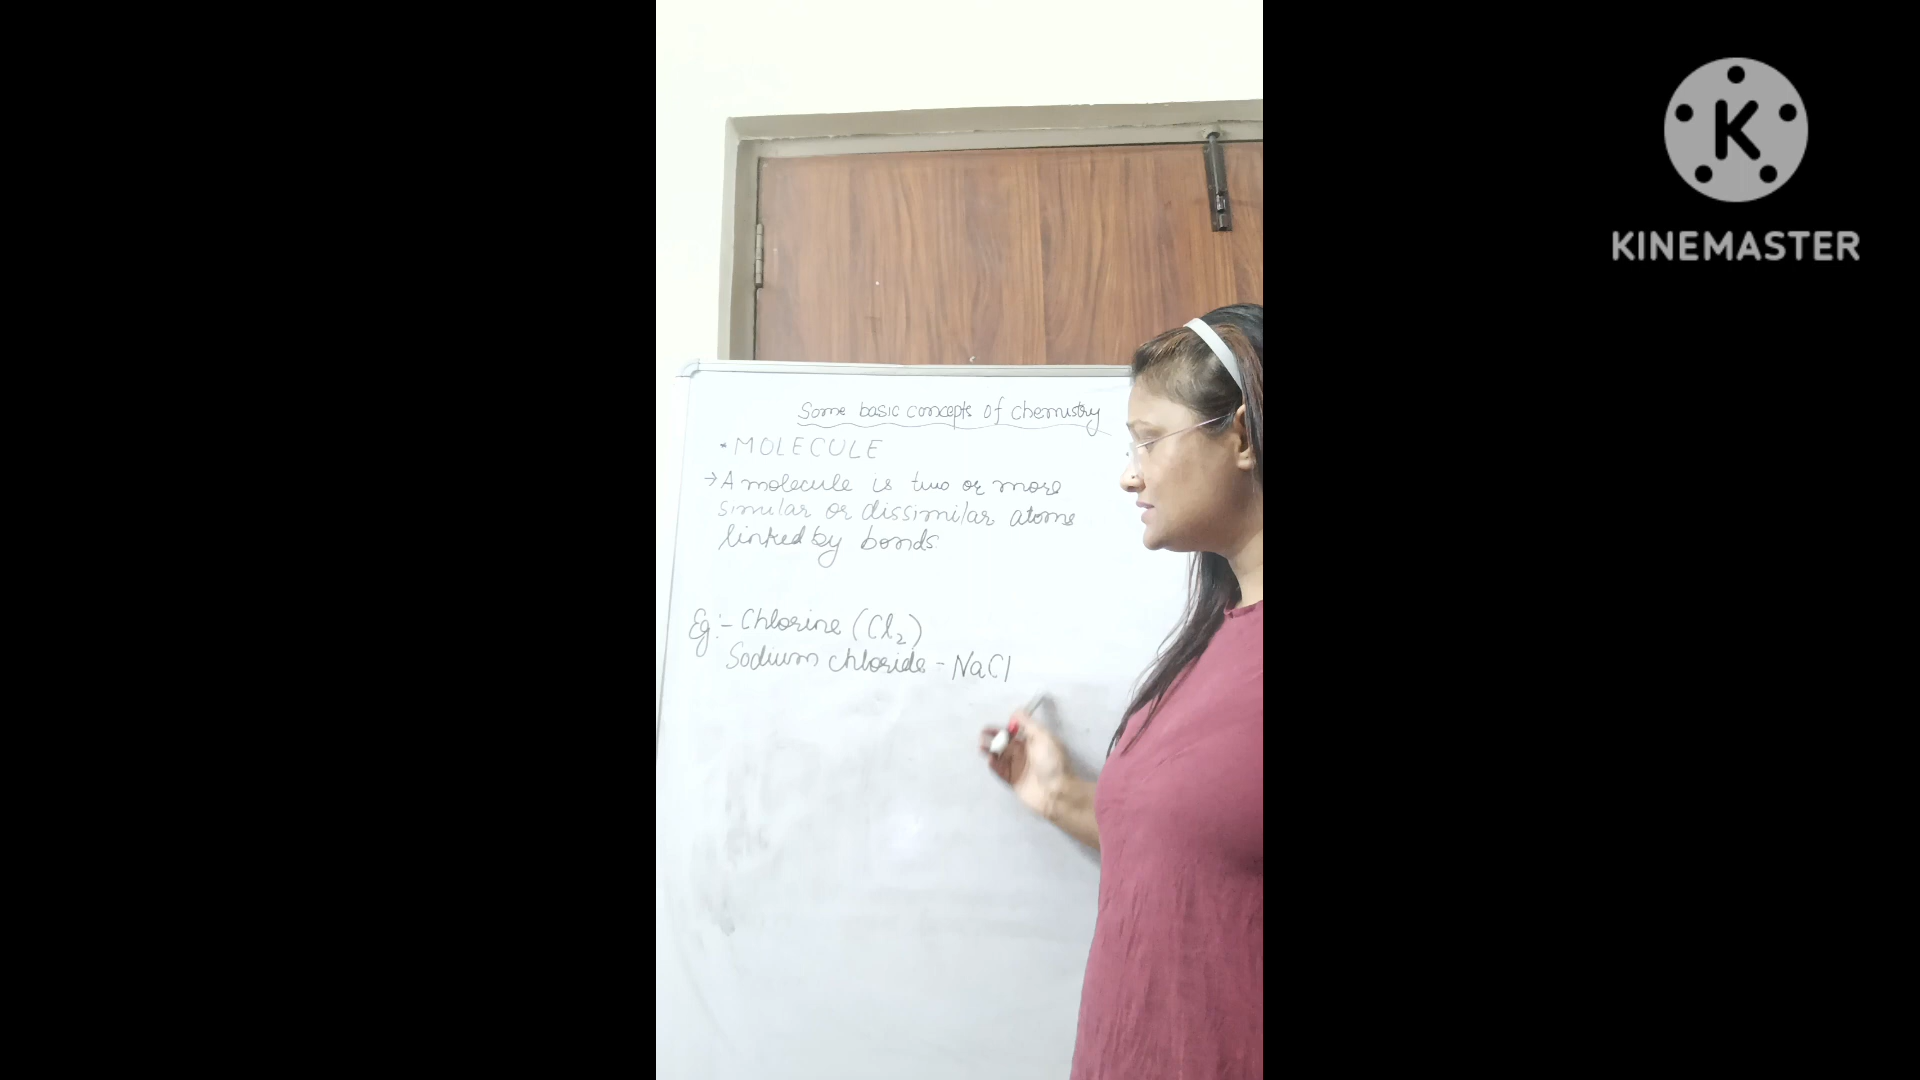 Some basic concepts of chemistry
• MOLECULE
→ A molecule is two or more
similar or dissimilar atoms
linked by bonds.
Eg:- Chlorine (Cl₂)
Sodium chloride - NaCl
K
KINEMASTER